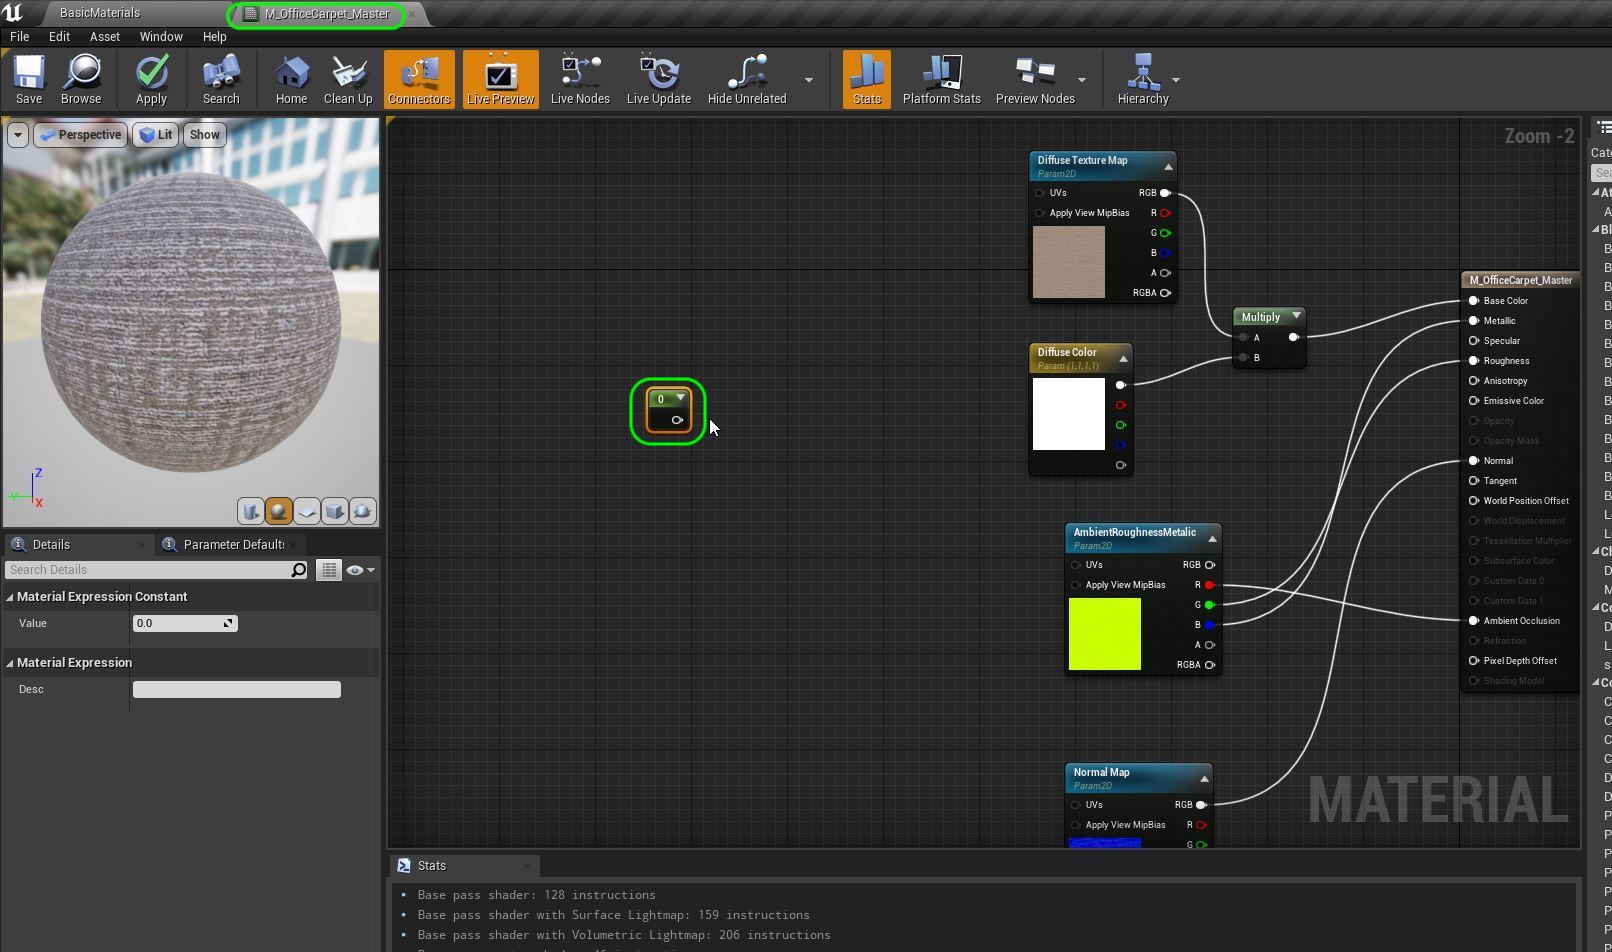 BasicMaterials
M_OfficeCarpet_Master
File Edit Asset Window Help
Save Browse Apply Search Home Clean Up Connectors Live Preview Live Nodes Live Update Hide Unrelated Stats Platform Stats Preview Nodes Hierarchy
Perspective Lit Show
Zoom -2
Z
Y
X
Details
Parameter Defaults
Search Details
Material Expression Constant
Value 0.0
Material Expression
Desc
0
Diffuse Texture Map
Param2D
UVs RGB
Apply View MipBias R
G
B
A
RGBA
Multiply
A
B
Diffuse Color
Param (1,1,1,1)
AmbientRoughnessMetalic
Param2D
UVs RGB
Apply View MipBias R
G
B
A
RGBA
Normal Map
Param2D
UVs RGB
Apply View MipBias R
G
M_OfficeCarpet_Master
Base Color
Metallic
Specular
Roughness
Anisotropy
Emissive Color
Opacity
Opacity Mask
Normal
Tangent
World Position Offset
World Displacement
Tessellation Multiplier
Subsurface Color
Custom Data 0
Custom Data 1
Ambient Occlusion
Refraction
Pixel Depth Offset
Shading Model
MATERIAL
Stats
Base pass shader: 128 instructions
Base pass shader with Surface Lightmap: 159 instructions
Base pass shader with Volumetric Lightmap: 206 instructions